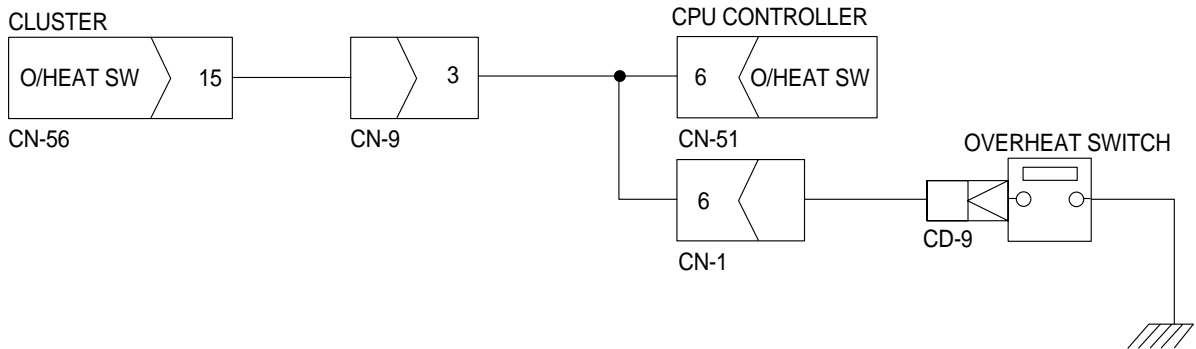 CLUSTER
O/HEAT SW 15
CN-56
3
CN-9
CPU CONTROLLER
6 O/HEAT SW
CN-51
6
CN-1
OVERHEAT SWITCH
CD-9